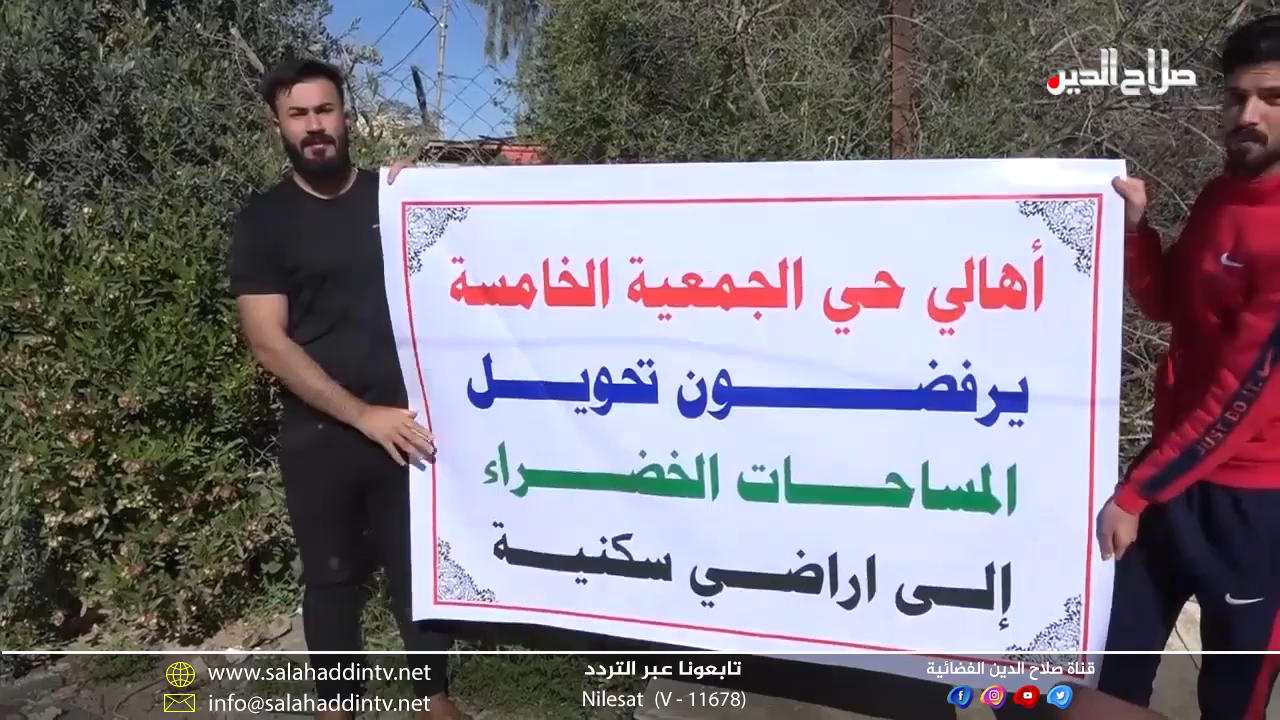 صلاح الدين
أهالي حي الجمعية الخامسة
يرفضون تحويل
المساحات الخضراء
إلى اراضي سكنية
JUST DO IT.
www.salahaddintv.net
info@salahaddintv.net
تابعونا عبر التردد
Nilesat (V - 11678)
قناة صلاح الدين الفضائية